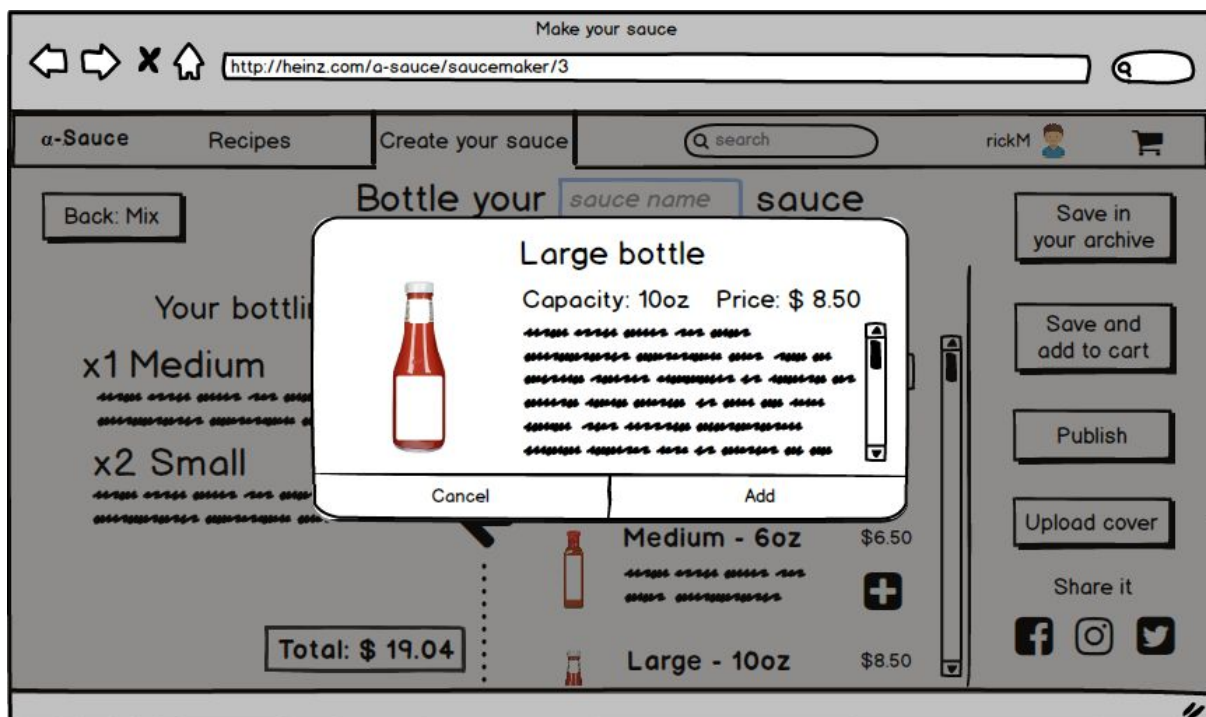 Make your sauce
http://heinz.com/a-sauce/saucemaker/3
α-Sauce Recipes Create your sauce search rickM
Back: Mix
Bottle your sauce name sauce
Save in
your archive
Large bottle
Capacity: 10oz Price: $ 8.50
Your
x1 Medium
x2 Small
Save and
add to cart
Cancel Add
Publish
Medium - 6oz $6.50
Upload cover
Share it
Total: $ 19.04
Large - 10oz $8.50